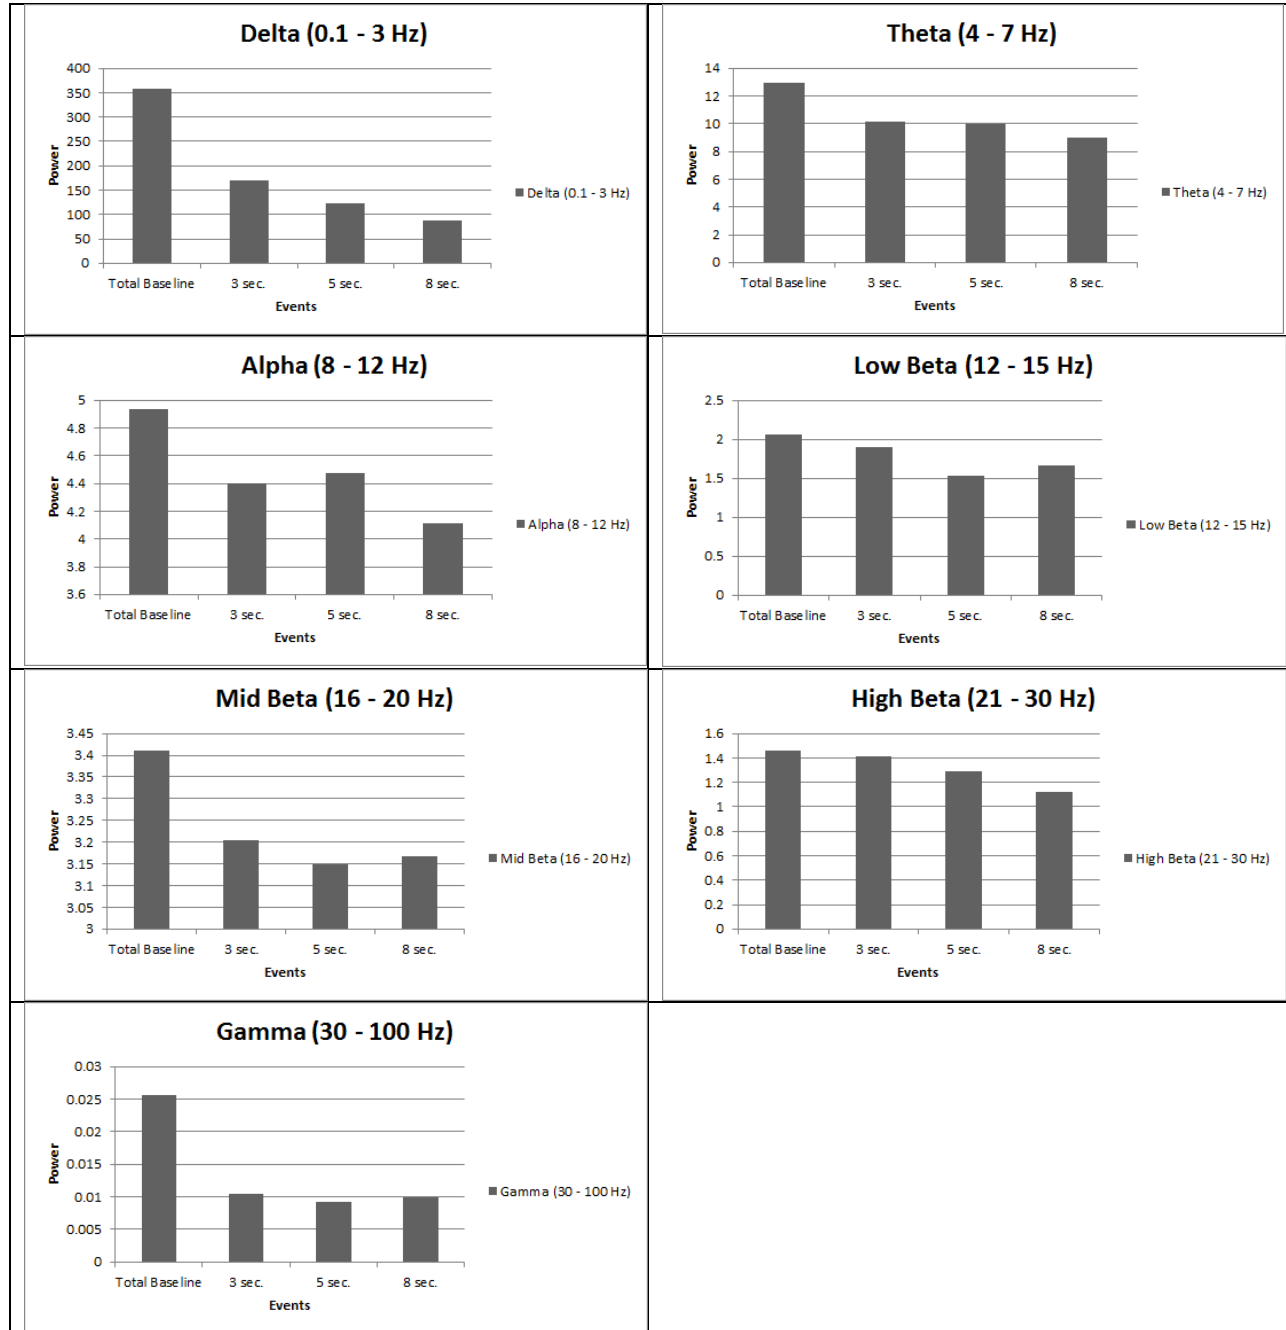 Delta (0.1 - 3 Hz)
400
350
300
250
200
150
100
50
0
Power
Total Baseline 3 sec. 5 sec. 8 sec.
Events
Delta (0.1 - 3 Hz)
Theta (4 - 7 Hz)
14
12
10
8
6
4
2
0
Power
Total Baseline 3 sec. 5 sec. 8 sec.
Events
Theta (4 - 7 Hz)
Alpha (8 - 12 Hz)
5
4.8
4.6
4.4
4.2
4
3.8
3.6
Power
Total Baseline 3 sec. 5 sec. 8 sec.
Events
Alpha (8 - 12 Hz)
Low Beta (12 - 15 Hz)
2.5
2
1.5
1
0.5
0
Power
Total Baseline 3 sec. 5 sec. 8 sec.
Events
Low Beta (12 - 15 Hz)
Mid Beta (16 - 20 Hz)
3.45
3.4
3.35
3.3
3.25
3.2
3.15
3.1
3.05
3
Power
Total Baseline 3 sec. 5 sec. 8 sec.
Events
Mid Beta (16 - 20 Hz)
High Beta (21 - 30 Hz)
1.6
1.4
1.2
1
0.8
0.6
0.4
0.2
0
Power
Total Baseline 3 sec. 5 sec. 8 sec.
Events
High Beta (21 - 30 Hz)
Gamma (30 - 100 Hz)
0.03
0.025
0.02
0.015
0.01
0.005
0
Power
Total Baseline 3 sec. 5 sec. 8 sec.
Events
Gamma (30 - 100 Hz)